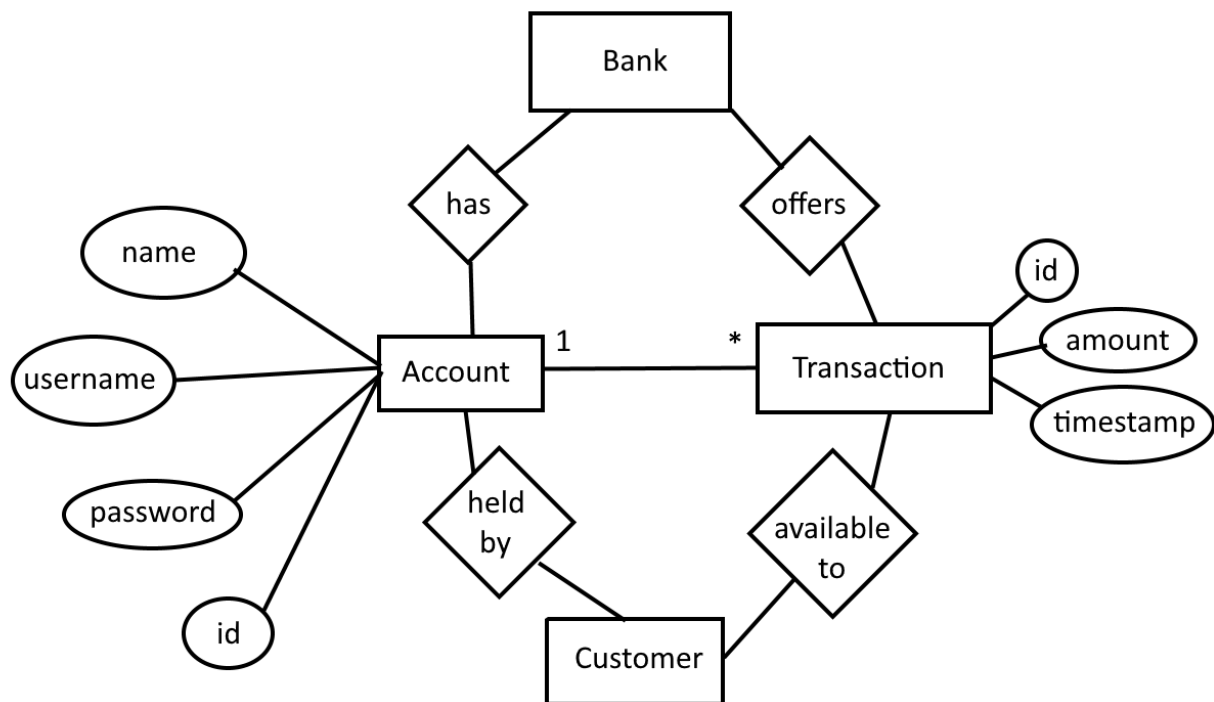 Bank
has
offers
name
id
amount
1
*
Account
Transaction
username
timestamp
password
held
by
available
to
id
Customer